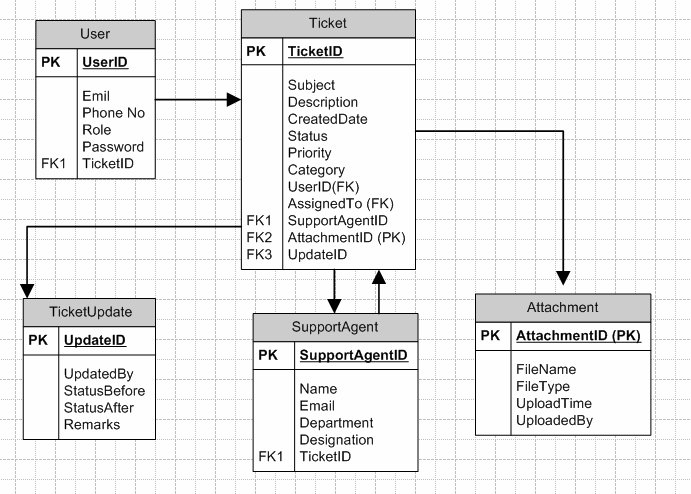 User
PK UserID
Emil
Phone No
Role
Password
FK1 TicketID
Ticket
PK TicketID
Subject
Description
CreatedDate
Status
Priority
Category
UserID(FK)
AssignedTo (FK)
FK1 SupportAgentID
FK2 AttachmentID (PK)
FK3 UpdateID
TicketUpdate
PK UpdateID
UpdatedBy
StatusBefore
StatusAfter
Remarks
SupportAgent
PK SupportAgentID
Name
Email
Department
Designation
FK1 TicketID
Attachment
PK AttachmentID (PK)
FileName
FileType
UploadTime
UploadedBy